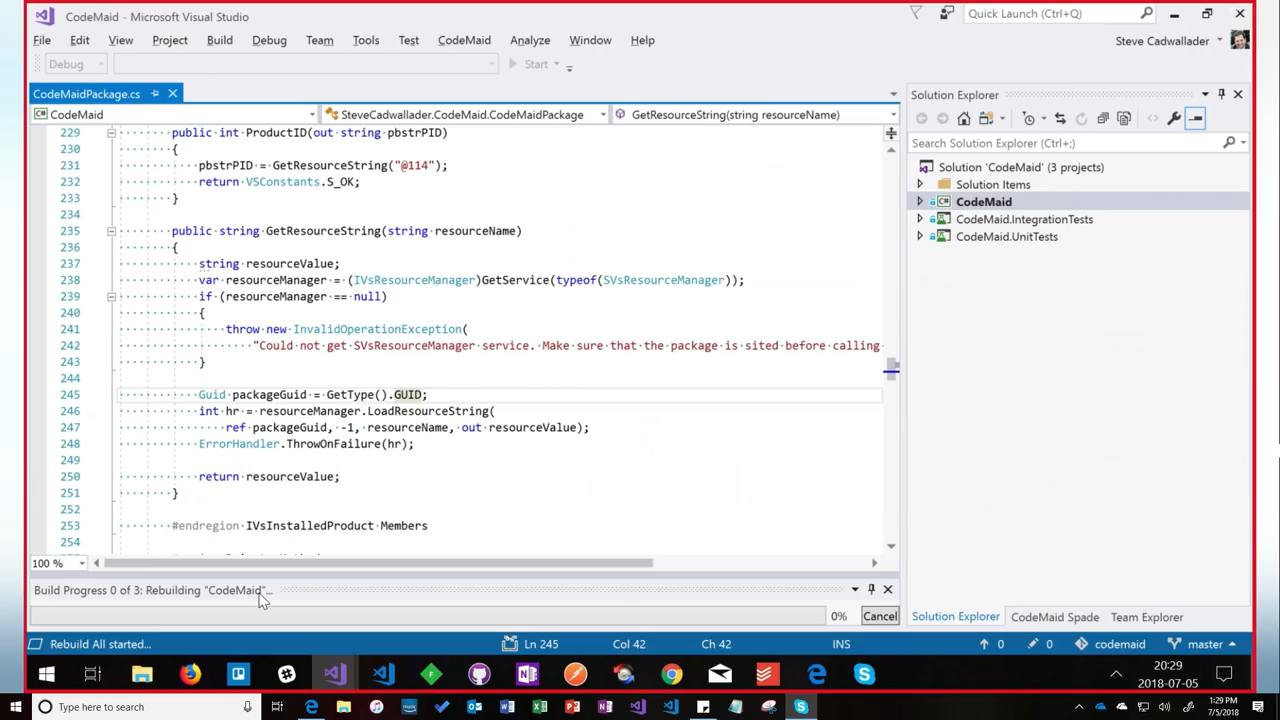 CodeMaid - Microsoft Visual Studio
Quick Launch (Ctrl+Q)
File Edit View Project Build Debug Team Tools Test CodeMaid Analyze Window Help
Steve Cadwallader
Debug Start
CodeMaidPackage.cs
CodeMaid SteveCadwallader.CodeMaid.CodeMaidPackage GetResourceString(string resourceName)
229 public int ProductID(out string pbstrPID)
230 {
231 pbstrPID = GetResourceString("@114");
232 return VSConstants.S_OK;
233 }
234
235 public string GetResourceString(string resourceName)
236 {
237 string resourceValue;
238 var resourceManager = (IVsResourceManager)GetService(typeof(SVsResourceManager));
239 if (resourceManager == null)
240 {
241 throw new InvalidOperationException(
242 "Could not get SVsResourceManager service. Make sure that the package is sited before calling
243 }
244
245 Guid packageGuid = GetType().GUID;
246 int hr = resourceManager.LoadResourceString(
247 ref packageGuid, -1, resourceName, out resourceValue);
248 ErrorHandler.ThrowOnFailure(hr);
249
250 return resourceValue;
251 }
252
253 #endregion IVsInstalledProduct Members
254
100 %
Solution Explorer
Search Solution Explorer (Ctrl+;)
Solution 'CodeMaid' (3 projects)
Solution Items
CodeMaid
CodeMaid.IntegrationTests
CodeMaid.UnitTests
Build Progress 0 of 3: Rebuilding "CodeMaid"...
0% Cancel
Solution Explorer CodeMaid Spade Team Explorer
Rebuild All started... Ln 245 Col 42 Ch 42 INS 0 0 codemaid master
20:29
2018-07-05
Type here to search
1:29 PM
7/5/2018